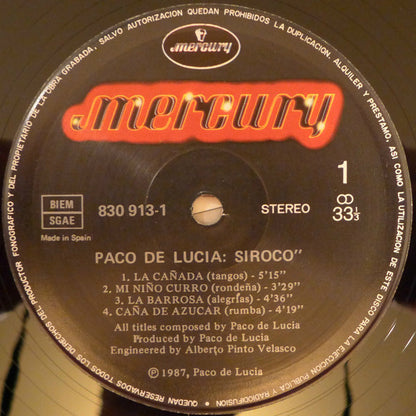 SALVO AUTORIZACION QUEDAN PROHIBIDOS LA DUPLICACION, ALQUILER Y PRESTAMO, ASI COMO LA UTILIZACION DE ESTE DISCO PARA LA EJECUCION PUBLICA Y RADIODIFUSION
RESERVADOS TODOS LOS DERECHOS DEL PRODUCTOR FONOGRAFICO Y DEL PROPIETARIO DE LA OBRA GRABADA,
mercury
mercury
1
BIEM
SGAE
830 913-1
STEREO
33⅓
Made in Spain
PACO DE LUCIA: SIROCO"
1. LA CAÑADA (tangos) - 5'15"
2. MI NIÑO CURRO (rondeña) - 3'29"
3. LA BARROSA (alegrías) - 4'36"
4. CAÑA DE AZUCAR (rumba) - 4'19"
All titles composed by Paco de Lucia
Produced by Paco de Lucia
Engineered by Alberto Pinto Velasco
Ⓟ 1987, Paco de Lucia